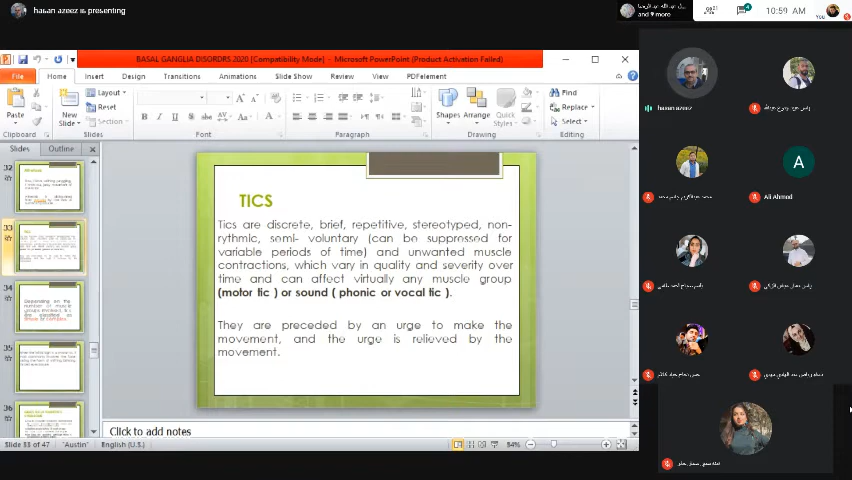 hasan azeez is presenting
and 9 more
10:59 AM
You
BASAL GANGLIA DISORDRS 2020 [Compatibility Mode] - Microsoft PowerPoint (Product Activation Failed)
File Home Insert Design Transitions Animations Slide Show Review View PDFelement
Paste
New Slide
Layout
Reset
Section
Shapes Arrange Quick Styles
Find
Replace
Select
Clipboard Slides Font Paragraph Drawing Editing
Slides Outline
TICS
Tics are discrete, brief, repetitive, stereotyped, non-
rythmic, semi- voluntary (can be suppressed for
variable periods of time) and unwanted muscle
contractions, which vary in quality and severity over
time and can affect virtually any muscle group
(motor tic ) or sound ( phonic or vocal tic ).
They are preceded by an urge to make the
movement, and the urge is relieved by the
movement.
34
35
Click to add notes
Slide 33 of 47 "Austin" English (U.S.) 54%
hasan azeez
A
Ali Ahmed